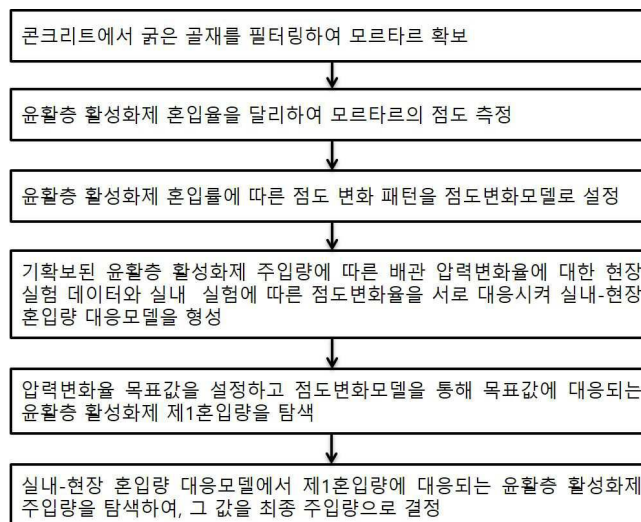 콘크리트에서 굵은 골재를 필터링하여 모르타르 확보
윤활층 활성화제 혼입율을 달리하여 모르타르의 점도 측정
윤활층 활성화제 혼입률에 따른 점도 변화 패턴을 점도변화모델로 설정
기확보된 윤활층 활성화제 주입량에 따른 배관 압력변화율에 대한 현장
실험 데이터와 실내 실험에 따른 점도변화율을 서로 대응시켜 실내-현장
혼입량 대응모델을 형성
압력변화율 목표값을 설정하고 점도변화모델을 통해 목표값에 대응되는
윤활층 활성화제 제1혼입량을 탐색
실내-현장 혼입량 대응모델에서 제1혼입량에 대응되는 윤활층 활성화제
주입량을 탐색하여, 그 값을 최종 주입량으로 결정